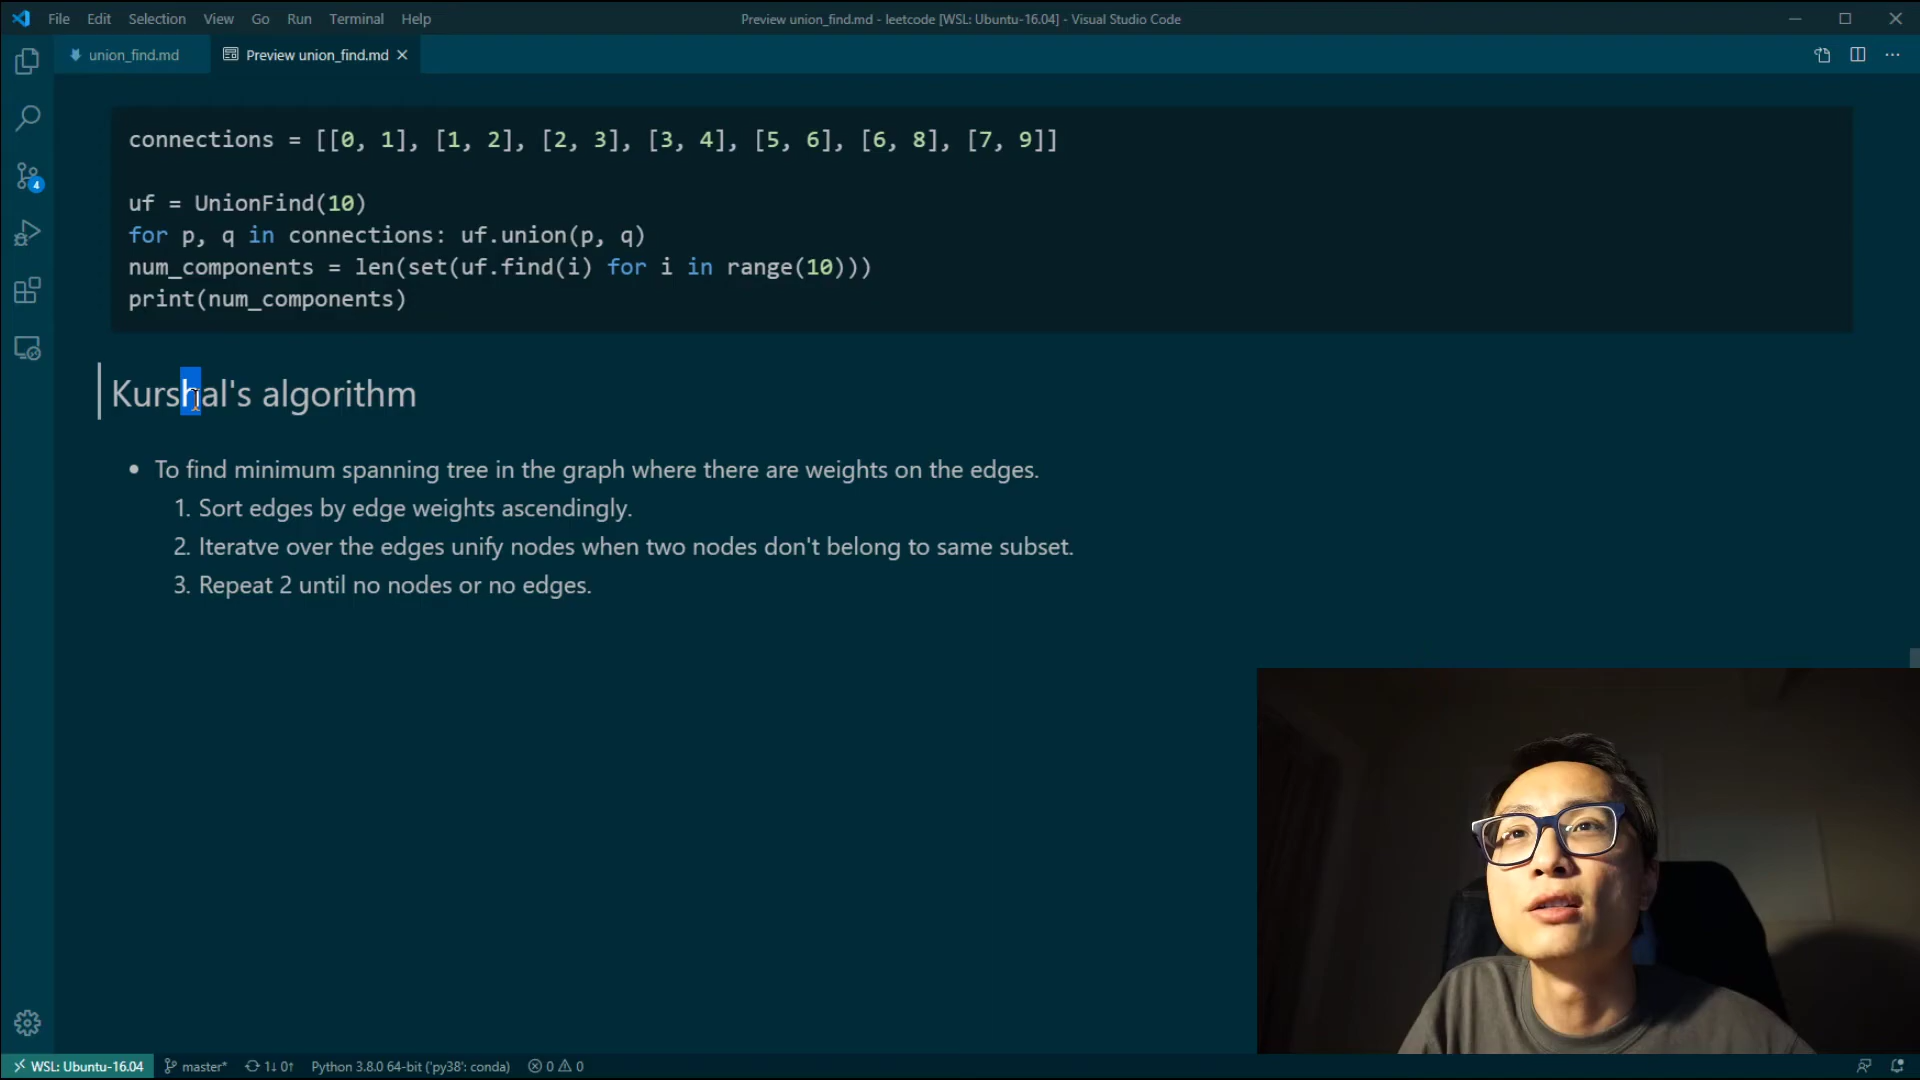 File Edit Selection View Go Run Terminal Help
Preview union_find.md - leetcode [WSL: Ubuntu-16.04] - Visual Studio Code
union_find.md
Preview union_find.md
connections = [[0, 1], [1, 2], [2, 3], [3, 4], [5, 6], [6, 8], [7, 9]]
uf = UnionFind(10)
for p, q in connections: uf.union(p, q)
num_components = len(set(uf.find(i) for i in range(10)))
print(num_components)
Kurshal's algorithm
• To find minimum spanning tree in the graph where there are weights on the edges.
1. Sort edges by edge weights ascendingly.
2. Iteratve over the edges unify nodes when two nodes don't belong to same subset.
3. Repeat 2 until no nodes or no edges.
4
WSL: Ubuntu-16.04 master* 1↓ 0↑ Python 3.8.0 64-bit ('py38': conda) 0 0